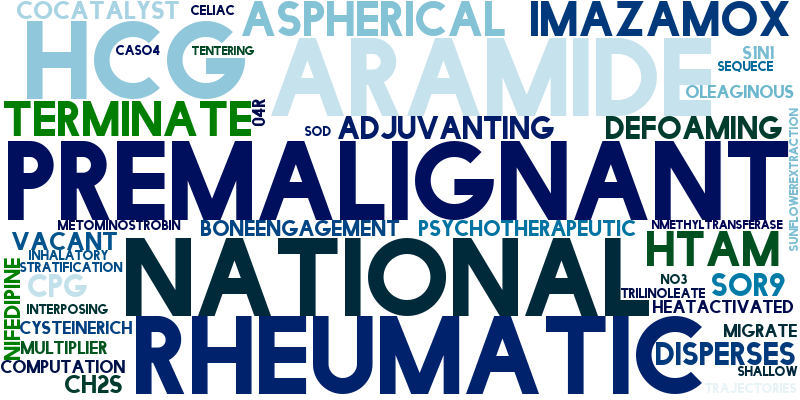 COCATALYST
CELIAC
ASPHERICAL
IMAZAMOX
HCG
CASO4
TENTERING
ARAMIDE
SIN1
SEQUECE
OLEAGINOUS
TERMINATE
04R
SOD
ADJUVANTING
DEFOAMING
SUNFLOWEREXTRACTION
PREMALIGNANT
METOMINOSTROBIN
BONEENGAGEMENT
PSYCHOTHERAPEUTIC
NMETHYLTRANSFERASE
VACANT
NATIONAL
HTAM
INHALATORY
STRATIFICATION
NIFEDIPINE
CPG
NO3
SOR9
TRILINOLEATE
INTERPOSING
HEATACTIVATED
CYSTEINERICH
RHEUMATIC
MIGRATE
MULTIPLIER
DISPERSES
COMPUTATION
SHALLOW
CH2S
TRAJECTORIES